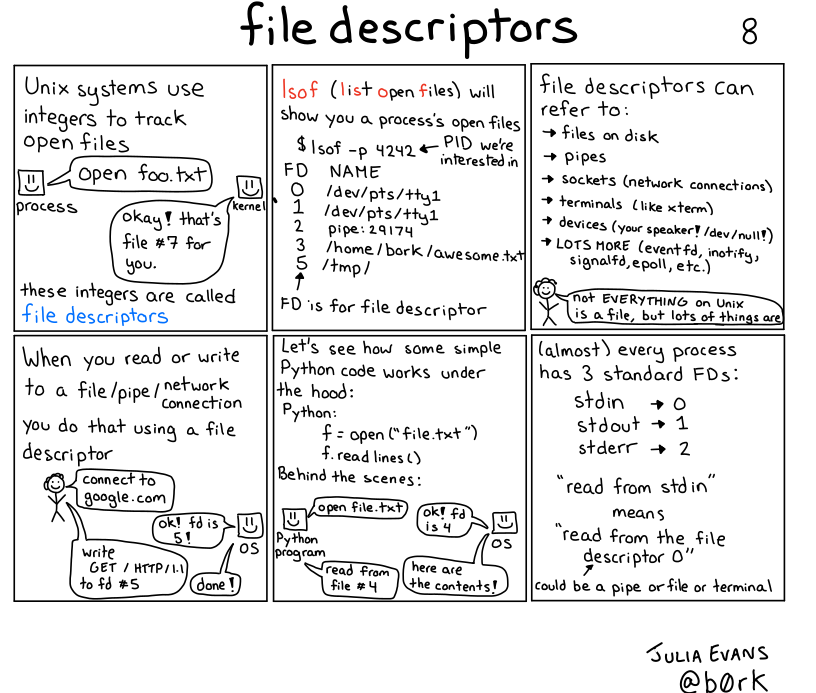 file descriptors
8
Unix systems use
integers to track
open files
open foo.txt
process
kernel
okay! that's
file #7 for
you.
these integers are called
file descriptors
lsof (list open files) will
show you a process's open files
$ lsof -p 4242 ← PID we're
interested in
FD NAME
0 /dev/pts/tty1
1 /dev/pts/tty1
2 pipe:29174
3 /home/bork/awesome.txt
5 /tmp/
FD is for file descriptor
file descriptors can
refer to:
→ files on disk
→ pipes
→ sockets (network connections)
→ terminals (like xterm)
→ devices (your speaker! /dev/null!)
→ LOTS MORE (eventfd, inotify,
signalfd, epoll, etc.)
not EVERYTHING on Unix
is a file, but lots of things are
When you read or write
to a file/pipe/network
connection
you do that using a file
descriptor
connect to
google.com
ok! fd is
5!
OS
write
GET / HTTP/1.1
to fd #5
done!
Let's see how some simple
Python code works under
the hood:
Python:
f = open ("file.txt")
f. read lines()
Behind the scenes:
open file.txt
Python
program
ok! fd
is 4
OS
read from
file #4
here are
the contents!
(almost) every process
has 3 standard FDs:
stdin → 0
stdout → 1
stderr → 2
"read from stdin"
means
"read from the file
descriptor 0"
could be a pipe or file or terminal
JULIA EVANS
@b0rk